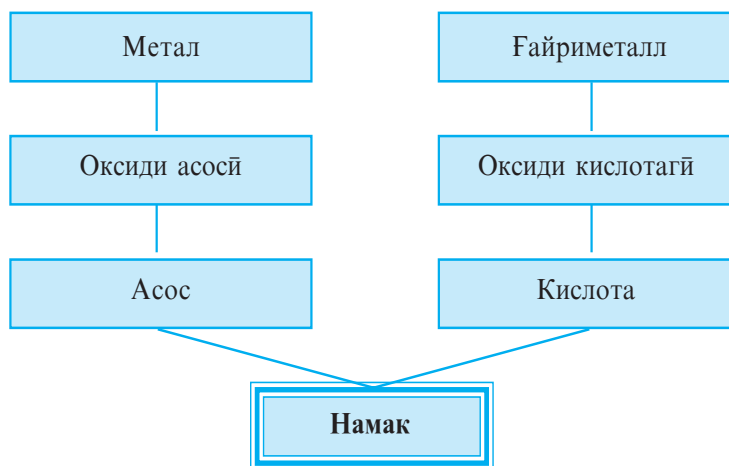 Метал
Ғайриметалл
Оксиди асосӣ
Оксиди кислотагӣ
Асос
Кислота
Намак